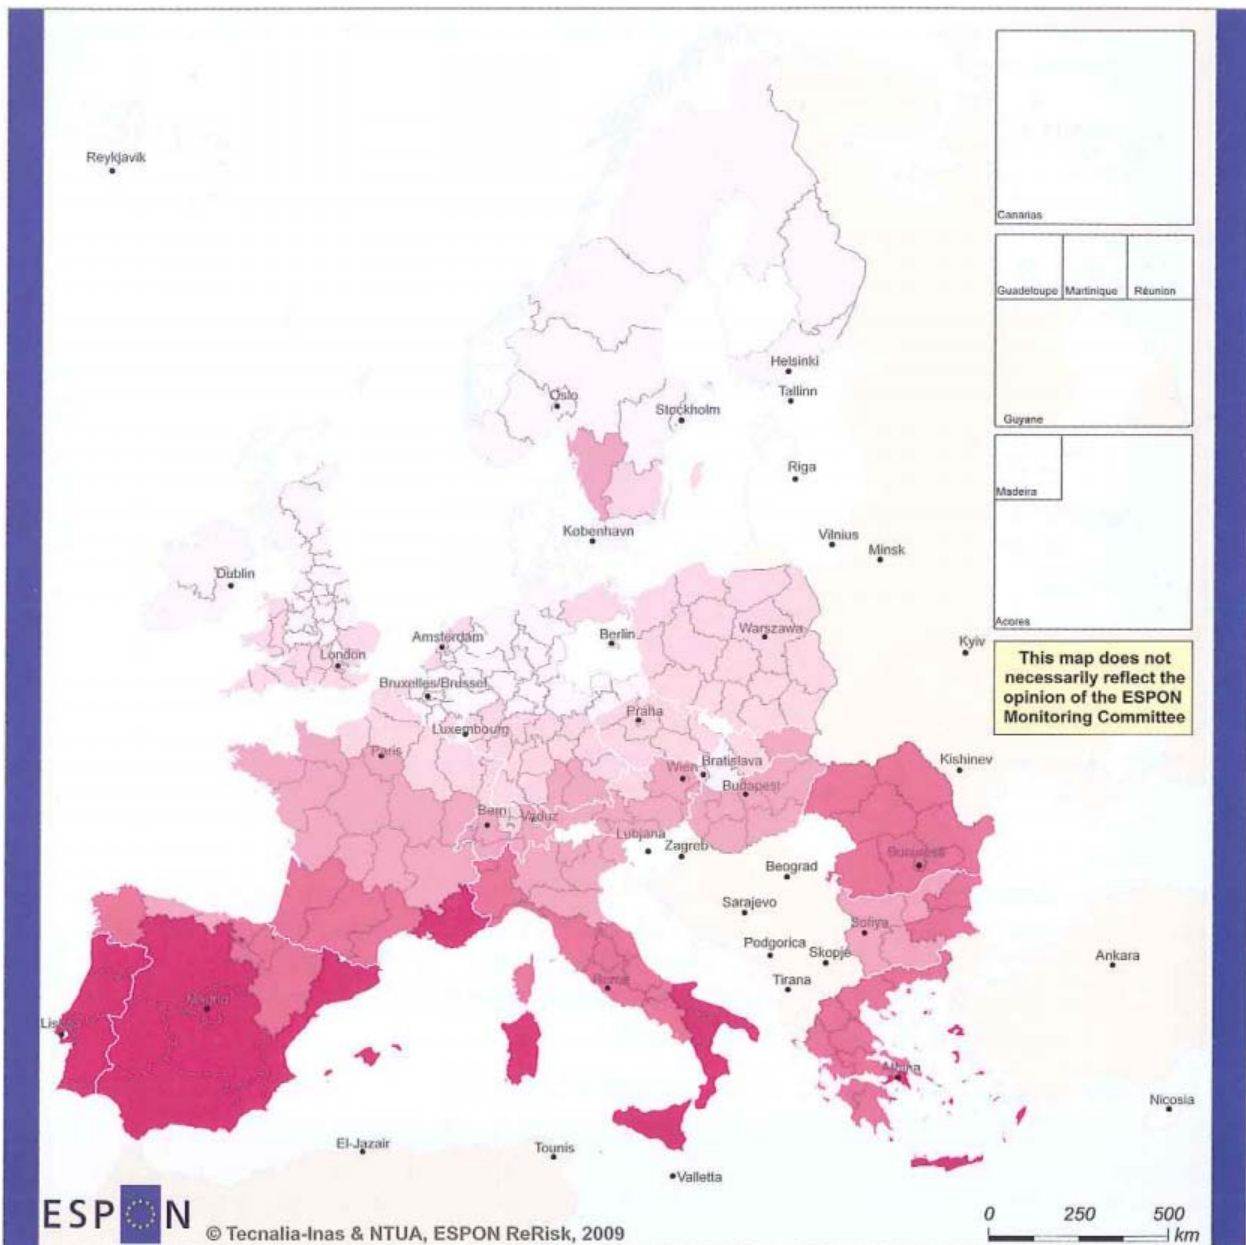 Reykjavik
Canarias
Guadeloupe Martinique Réunion
Helsinki
Tallinn
Oslo
Stockholm
Guyane
Riga
Madeira
København
Vilnius
Minsk
Dublin
Acores
Amsterdam
Berlin
Warszawa
Kyiv
London
This map does not
necessarily reflect the
opinion of the ESPON
Monitoring Committee
Bruxelles/Brussel
Praha
Luxembourg
Paris
Wien
Bratislava
Kishinev
Budapest
Bern
Vaduz
Lubjana
Zagreb
Bucuresti
Beograd
Sarajevo
Sofiya
Podgorica
Skopje
Ankara
Tirana
Roma
Madrid
Athina
Nicosia
El-Jazair
Tounis
Valletta
ESPON
© Tecnalia-Inas & NTUA, ESPON ReRisk, 2009
0 250 500
km